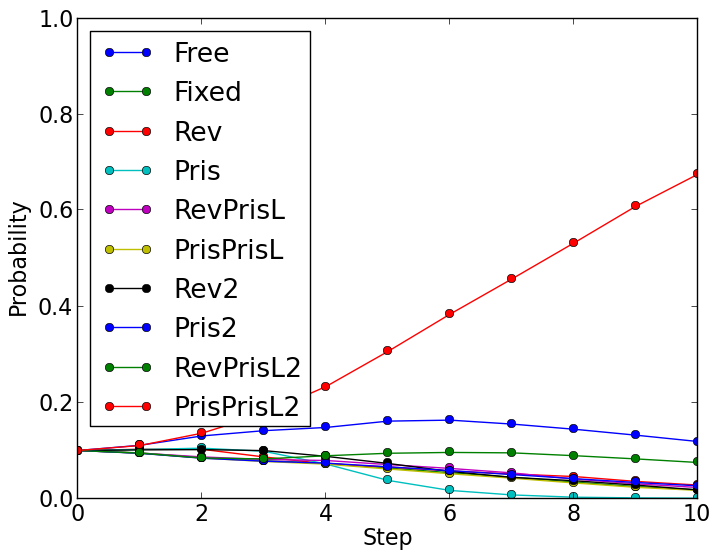 1.0
0.8
0.6
0.4
0.2
0.0
Probability
Free
Fixed
Rev
Pris
RevPrisL
PrisPrisL
Rev2
Pris2
RevPrisL2
PrisPrisL2
0 2 4 6 8 10
Step